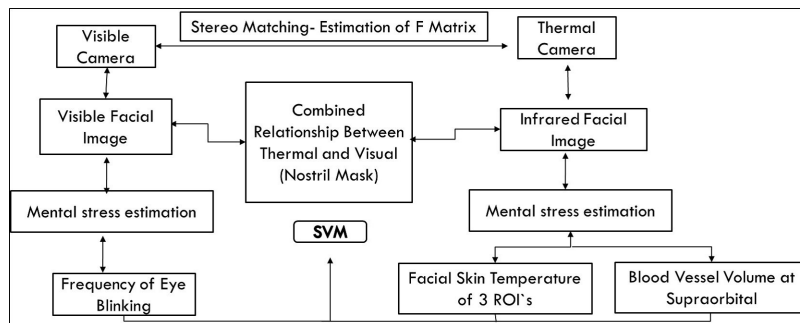 Stereo Matching- Estimation of F Matrix
Visible
Camera
Thermal
Camera
Visible Facial
Image
Combined
Relationship Between
Thermal and Visual
(Nostril Mask)
Infrared Facial
Image
Mental stress estimation
SVM
Mental stress estimation
Frequency of Eye
Blinking
Facial Skin Temperature
of 3 ROI`s
Blood Vessel Volume at
Supraorbital